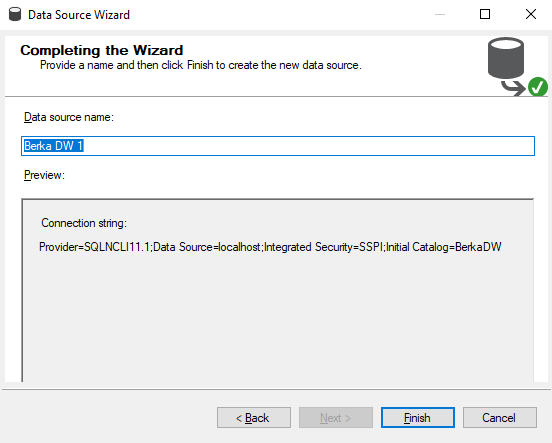 Data Source Wizard
Completing the Wizard
Provide a name and then click Finish to create the new data source.
Data source name:
Berka DW 1
Preview:
Connection string:
Provider=SQLNCLI11.1;Data Source=localhost;Integrated Security=SSPI;Initial Catalog=BerkaDW
< Back
Next >
Finish
Cancel